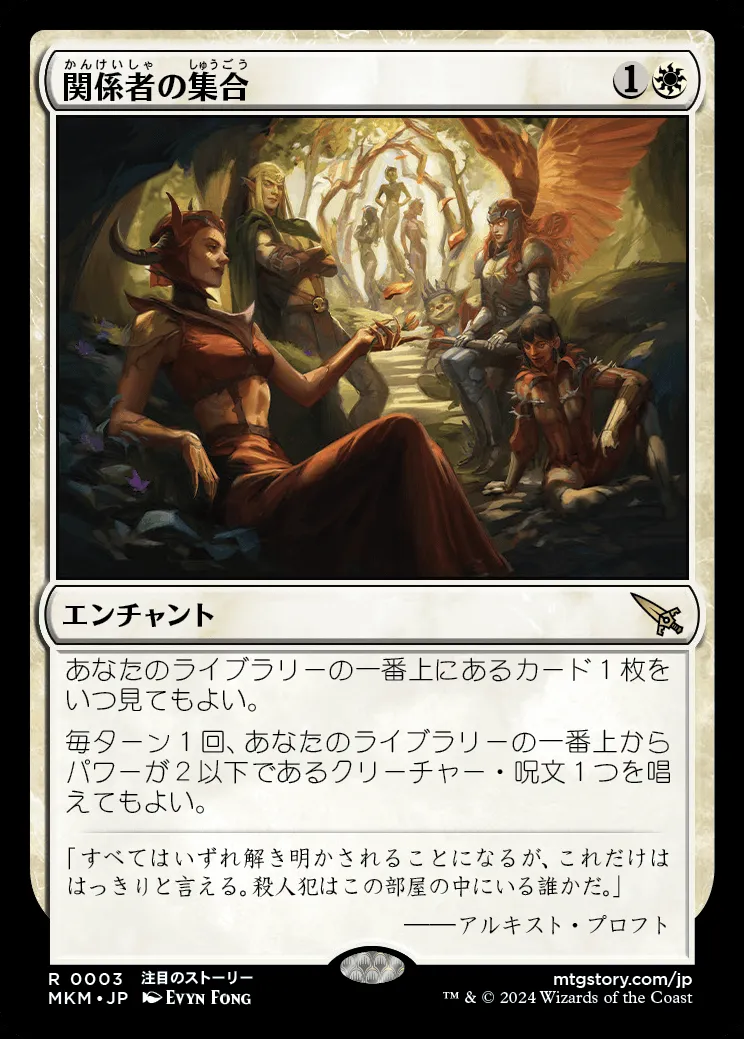 かんけいしゃ しゅうごう
関係者の集合 1
エンチャント
あなたのライブラリーの一番上にあるカード１枚を
いつ見てもよい。
毎ターン１回、あなたのライブラリーの一番上から
パワーが２以下であるクリーチャー・呪文１つを唱
えてもよい。
「すべてはいずれ解き明かされることになるが、これだけは
はっきりと言える。殺人犯はこの部屋の中にいる誰かだ。」
――アルキスト・プロフト
R 0003 注目のストーリー mtgstory.com/jp
MKM • JP Evyn Fong ™ & © 2024 Wizards of the Coast